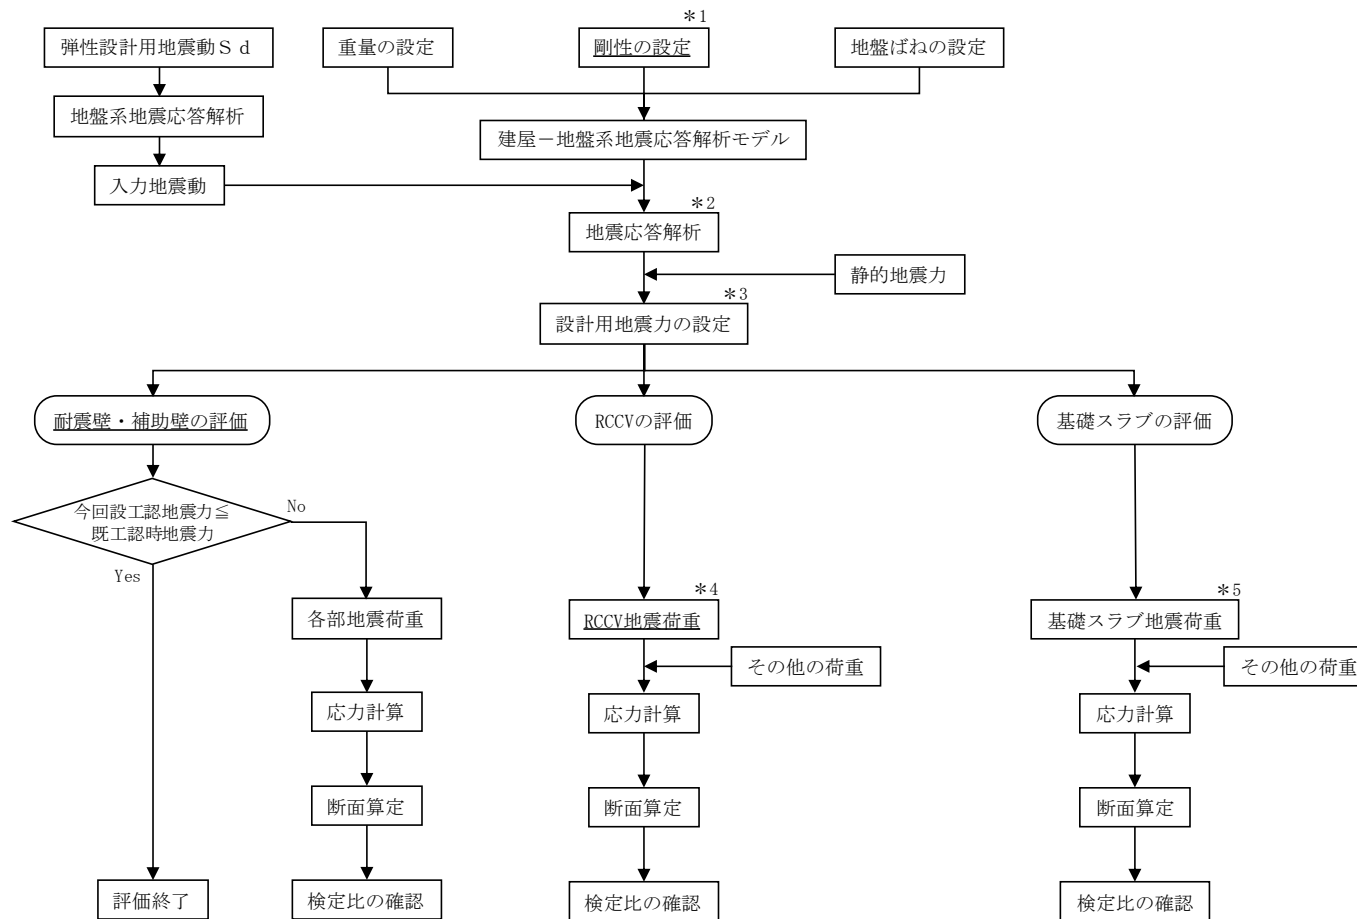 *1
弾性設計用地震動Sd
重量の設定
剛性の設定
地盤ばねの設定
地盤系地震応答解析
建屋-地盤系地震応答解析モデル
入力地震動
*2
地震応答解析
静的地震力
*3
設計用地震力の設定
耐震壁・補助壁の評価
RCCVの評価
基礎スラブの評価
今回設工認地震力≦
既工認時地震力
No
Yes
各部地震荷重
*4
RCCV地震荷重
*5
基礎スラブ地震荷重
その他の荷重
その他の荷重
応力計算
応力計算
応力計算
断面算定
断面算定
断面算定
評価終了
検定比の確認
検定比の確認
検定比の確認